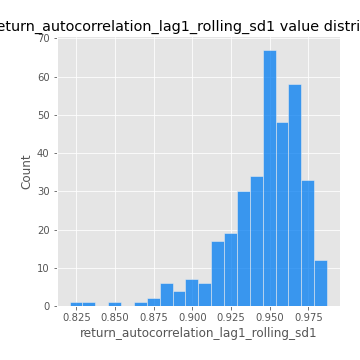 eturn_autocorrelation_lag1_rolling_sd1 value distri
70
60
50
40
30
20
10
0
Count
0.825 0.850 0.875 0.900 0.925 0.950 0.975
return_autocorrelation_lag1_rolling_sd1